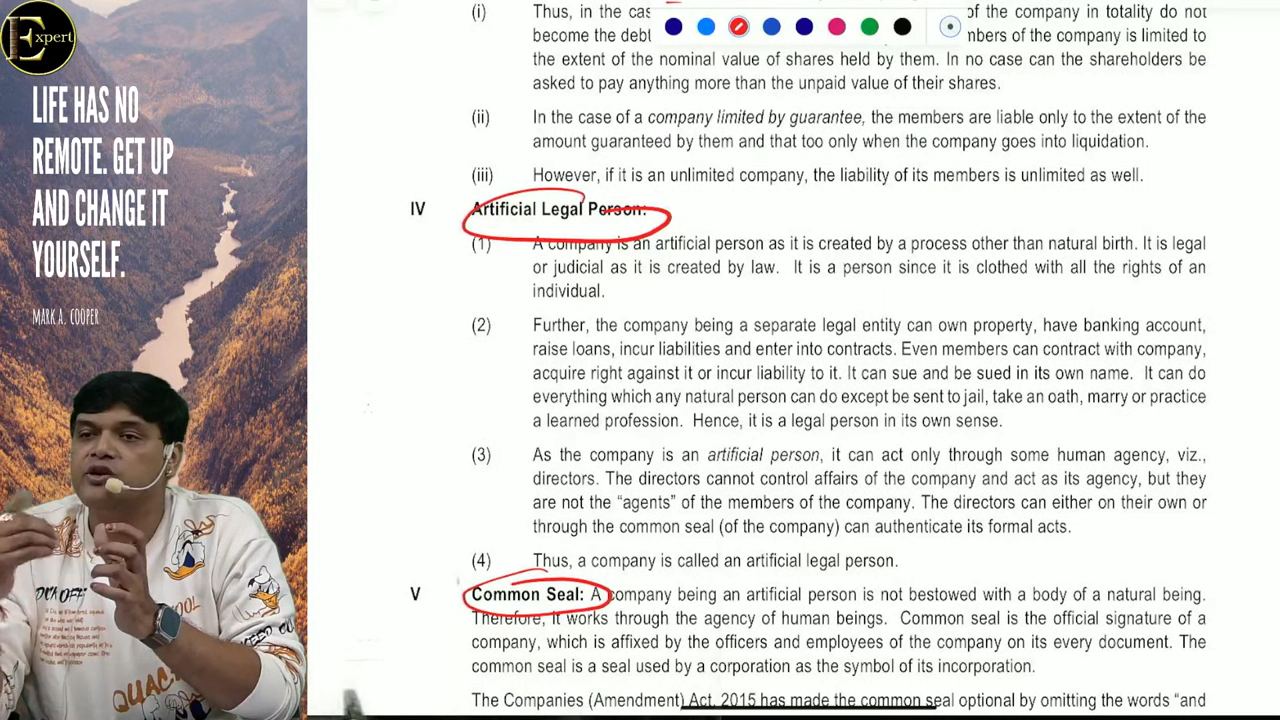 Expert
LIFE HAS NO
REMOTE. GET UP
AND CHANGE IT
YOURSELF.
MARK A. COOPER
(i) Thus, in the cas of the company in totality do not
become the debt mbers of the company is limited to
the extent of the nominal value of shares held by them. In no case can the shareholders be
asked to pay anything more than the unpaid value of their shares.
(ii) In the case of a company limited by guarantee, the members are liable only to the extent of the
amount guaranteed by them and that too only when the company goes into liquidation.
(iii) However, if it is an unlimited company, the liability of its members is unlimited as well.
IV Artificial Legal Person:
(1) A company is an artificial person as it is created by a process other than natural birth. It is legal
or judicial as it is created by law. It is a person since it is clothed with all the rights of an
individual.
(2) Further, the company being a separate legal entity can own property, have banking account,
raise loans, incur liabilities and enter into contracts. Even members can contract with company,
acquire right against it or incur liability to it. It can sue and be sued in its own name. It can do
everything which any natural person can do except be sent to jail, take an oath, marry or practice
a learned profession. Hence, it is a legal person in its own sense.
(3) As the company is an artificial person, it can act only through some human agency, viz.,
directors. The directors cannot control affairs of the company and act as its agency, but they
are not the “agents” of the members of the company. The directors can either on their own or
through the common seal (of the company) can authenticate its formal acts.
(4) Thus, a company is called an artificial legal person.
V Common Seal: A company being an artificial person is not bestowed with a body of a natural being.
Therefore, it works through the agency of human beings. Common seal is the official signature of a
company, which is affixed by the officers and employees of the company on its every document. The
common seal is a seal used by a corporation as the symbol of its incorporation.
The Companies (Amendment) Act, 2015 has made the common seal optional by omitting the words “and